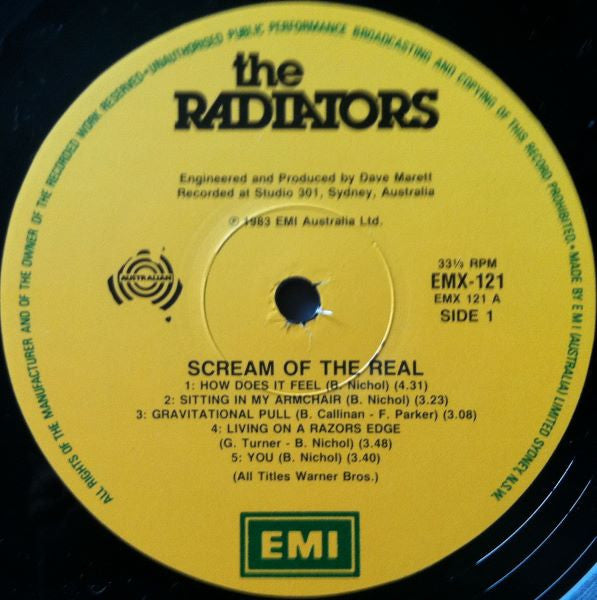 ALL RIGHTS OF THE MANUFACTURER AND OF THE OWNER OF THE RECORDED WORK RESERVED•UNAUTHORISED PUBLIC PERFORMANCE BROADCASTING AND COPYING OF THIS RECORD PROHIBITED.•MADE BY EMI (AUSTRALIA) LIMITED SYDNEY, N.S.W.
the
RADIATORS
Engineered and Produced by Dave Marett
Recorded at Studio 301, Sydney, Australia
℗ 1983 EMI Australia Ltd.
AUSTRALIAN
33⅓ RPM
EMX-121
EMX 121 A
SIDE 1
SCREAM OF THE REAL
1: HOW DOES IT FEEL (B. Nichol) (4.31)
2: SITTING IN MY ARMCHAIR (B. Nichol) (3.23)
3: GRAVITATIONAL PULL (B. Callinan - F. Parker) (3.08)
4: LIVING ON A RAZORS EDGE
(G. Turner - B. Nichol) (3.48)
5: YOU (B. Nichol) (3.40)
(All Titles Warner Bros.)
EMI